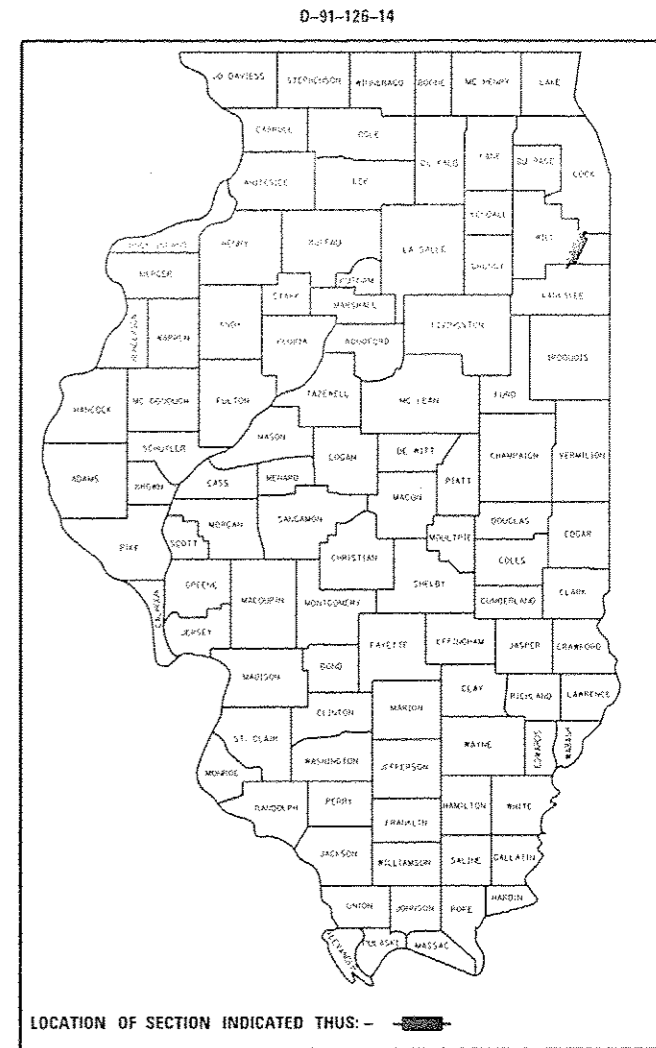 D-91-126-14
JO DAVIESS STEPHENSON WINNEBAGO BOONE MC HENRY LAKE
CARROLL OGLE DE KALB KANE DU PAGE COOK
WHITESIDE LEE KENDALL WILL
ROCK ISLAND HENRY BUREAU LA SALLE GRUNDY
MERCER PUTNAM KANKAKEE
STARK MARSHALL
HENDERSON WARREN KNOX PEORIA WOODFORD LIVINGSTON IROQUOIS
HANCOCK MC DONOUGH FULTON TAZEWELL MC LEAN FORD
MASON
SCHUYLER LOGAN DE WITT CHAMPAIGN VERMILION
ADAMS BROWN CASS MENARD MACON PIATT
MORGAN SANGAMON DOUGLAS
PIKE SCOTT CHRISTIAN MOULTRIE COLES EDGAR
GREENE SHELBY
CALHOUN MACOUPIN MONTGOMERY CUMBERLAND CLARK
JERSEY FAYETTE EFFINGHAM JASPER CRAWFORD
MADISON BOND
CLAY RICHLAND LAWRENCE
CLINTON MARION
ST. CLAIR WAYNE EDWARDS WABASH
MONROE WASHINGTON JEFFERSON
RANDOLPH PERRY HAMILTON WHITE
FRANKLIN
JACKSON WILLIAMSON SALINE GALLATIN
UNION JOHNSON POPE HARDIN
ALEXANDER PULASKI MASSAC
LOCATION OF SECTION INDICATED THUS: -